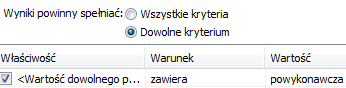 Wyniki powinny spełniać: Wszystkie kryteria
Dowolne kryterium
Właściwość Warunek Wartość
<Wartość dowolnego p... zawiera powykonawcza